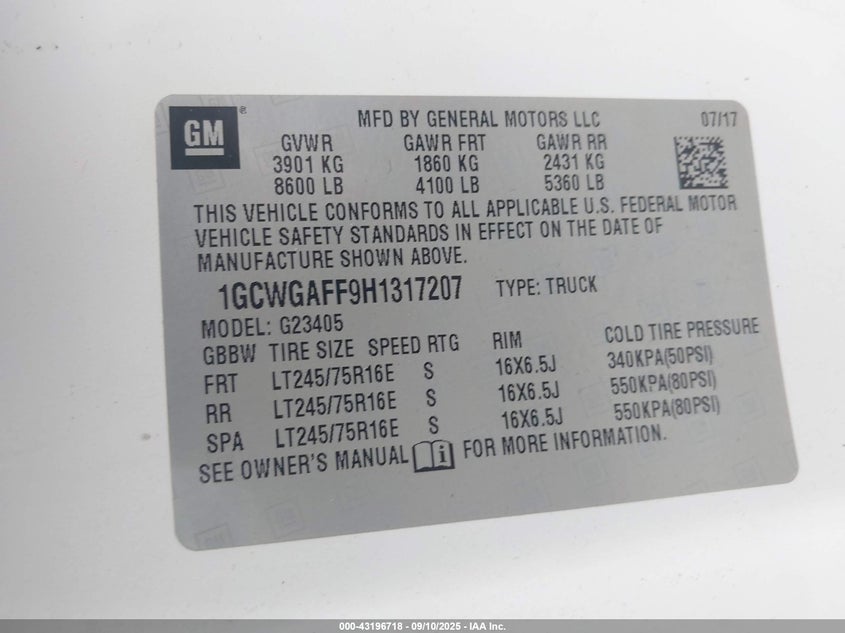 GM ®
MFD BY GENERAL MOTORS LLC 07/17
GVWR GAWR FRT GAWR RR
3901 KG 1860 KG 2431 KG
8600 LB 4100 LB 5360 LB
THIS VEHICLE CONFORMS TO ALL APPLICABLE U.S. FEDERAL MOTOR
VEHICLE SAFETY STANDARDS IN EFFECT ON THE DATE OF
MANUFACTURE SHOWN ABOVE.
1GCWGAFF9H1317207 TYPE: TRUCK
MODEL: G23405
GBBW TIRE SIZE SPEED RTG RIM COLD TIRE PRESSURE
FRT LT245/75R16E S 16X6.5J 340KPA(50PSI)
RR LT245/75R16E S 16X6.5J 550KPA(80PSI)
SPA LT245/75R16E S 16X6.5J 550KPA(80PSI)
SEE OWNER'S MANUAL i FOR MORE INFORMATION.
000-43196718 - 09/10/2025 - IAA Inc.